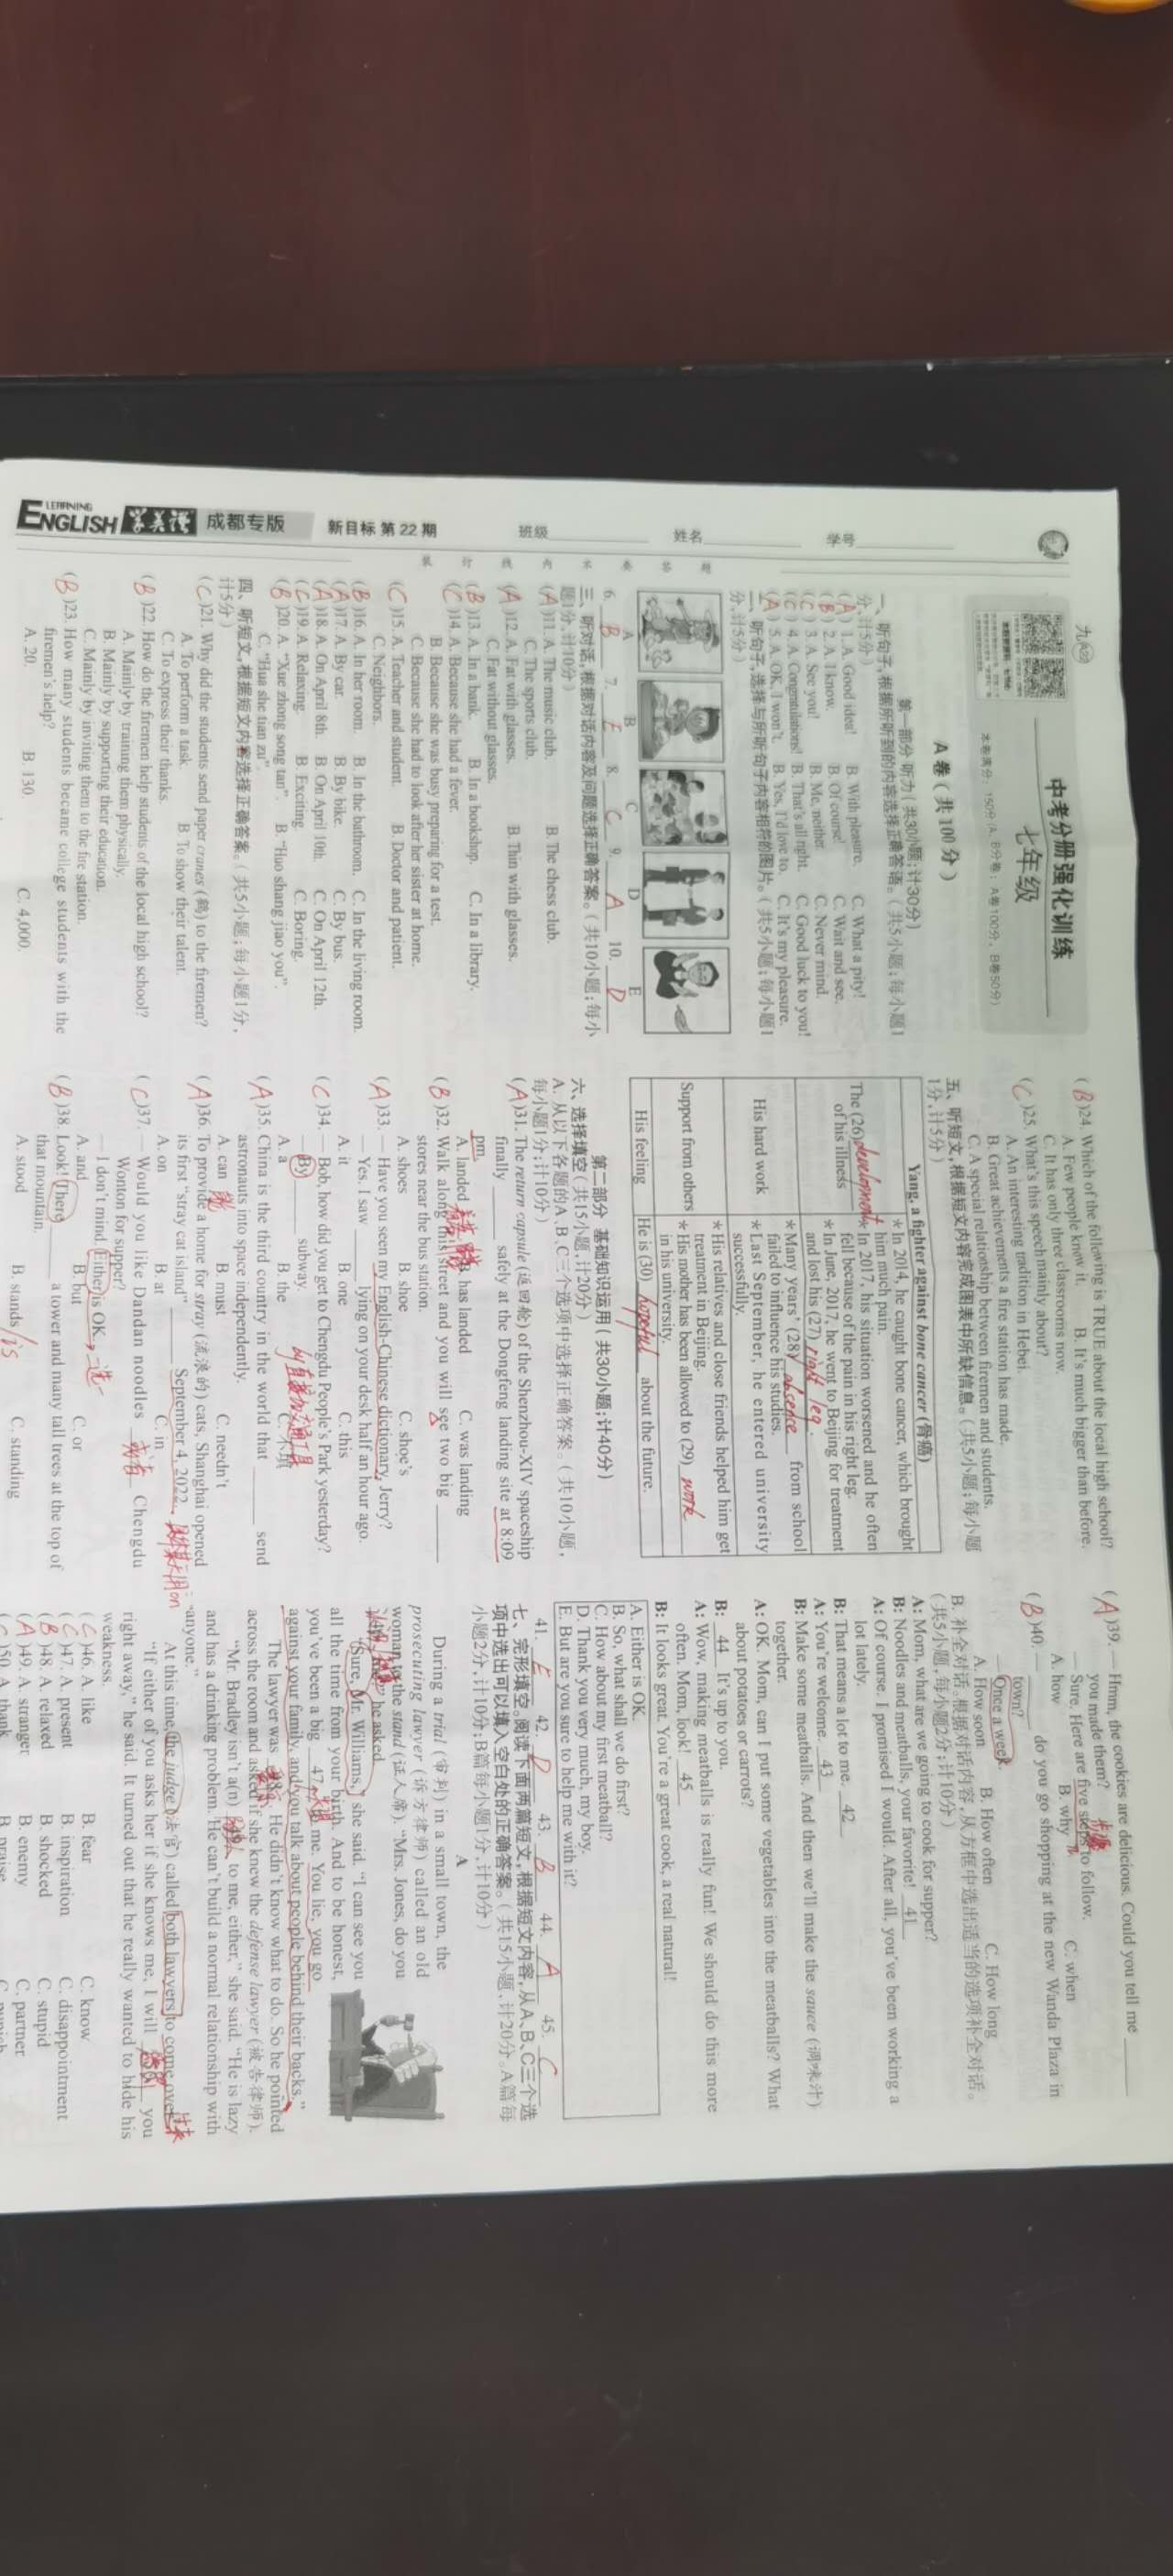 LEARNING
ENGLISH 学英语 成都专版 新目标 第22期 班级 姓名 学号
装 订 线 内 不 要 答 题
中考分册强化训练
七年级
本卷满分：150分（A、B分卷：A卷100分，B卷50分）
A 卷（共 100 分）
第一部分 听力（共30小题；计30分）
一、听句子，根据所听到的内容选择正确答语。（共5小题；每小题1分，计5分）
(A) 1. A. Good idea! B. With pleasure. C. What a pity!
(B) 2. A. I know. B. Of course! C. Wait and see.
(C) 3. A. See you! B. Me, neither. C. Never mind.
(C) 4. A. Congratulations! B. That's all right. C. Good luck to you!
(A) 5. A. OK, I won't. B. Yes, I'd love to. C. It's my pleasure.
二、听句子，选择与所听句子内容相符的图片。（共5小题；每小题1分，计5分）
A B C D E
6. B 7. E 8. C 9. A 10. D
三、听对话，根据对话内容及问题选择正确答案。（共10小题；每小题1分，计10分）
(A)11. A. The music club. B. The chess club.
C. The sports club.
(A)12. A. Fat with glasses. B. Thin with glasses.
C. Fat without glasses.
(B)13. A. In a bank. B. In a bookshop. C. In a library.
(C)14. A. Because she had a fever.
B. Because she was busy preparing for a test.
C. Because she had to look after her sister at home.
(C)15. A. Teacher and student. B. Doctor and patient.
C. Neighbors.
(B)16. A. In her room. B. In the bathroom. C. In the living room.
(A)17. A. By car. B. By bike. C. By bus.
(A)18. A. On April 8th. B. On April 10th. C. On April 12th.
(C)19. A. Relaxing. B. Exciting. C. Boring.
(B)20. A. "Xue zhong song tan". B. "Huo shang jiao you".
C. "Hua she tian zu".
四、听短文，根据短文内容选择正确答案。（共5小题；每小题1分，计5分）
(C)21. Why did the students send paper cranes (鹤) to the firemen?
A. To perform a task. B. To show their talent.
C. To express their thanks.
(B)22. How do the firemen help students of the local high school?
A. Mainly by training them physically.
B. Mainly by supporting their education.
C. Mainly by inviting them to the fire station.
(B)23. How many students became college students with the
firemen's help?
A. 20. B. 130. C. 4,000.
(B)24. Which of the following is TRUE about the local high school?
A. Few people know it. B. It's much bigger than before.
C. It has only three classrooms now.
(C)25. What's this speech mainly about?
A. An interesting tradition in Hebei.
B. Great achievements a fire station has made.
C. A special relationship between firemen and students.
五、听短文，根据短文内容完成图表中所缺信息。（共5小题；每小题1分，计5分）
Yang, a fighter against bone cancer (骨癌)
The (26) development of his illness
* In 2014, he caught bone cancer, which brought him much pain.
* In 2017, his situation worsened and he often fell because of the pain in his right leg.
* In June, 2017, he went to Beijing for treatment and lost his (27) right leg.
His hard work
* Many years' (28) absence from school failed to influence his studies.
* Last September, he entered university successfully.
Support from others
* His relatives and close friends helped him get treatment in Beijing.
* His mother has been allowed to (29) work in his university.
His feeling
He is (30) hopeful about the future.
第二部分 基础知识运用（共30小题；计40分）
六、选择填空（共15小题，计20分）
A. 从以下各题的A、B、C三个选项中选择正确答案。（共10小题，每小题1分；计10分）
(A)31. The return capsule (返回舱) of the Shenzhou-XIV spaceship
finally ____ safely at the Dongfeng landing site at 8:09
pm.
A. landed B. has landed C. was landing
(B)32. Walk along this street and you will see two big ____
stores near the bus station.
A. shoes B. shoe C. shoe's
(A)33. — Have you seen my English-Chinese dictionary, Jerry?
— Yes. I saw ____ lying on your desk half an hour ago.
A. it B. one C. this
(C)34. — Bob, how did you get to Chengdu People's Park yesterday?
— By ____ subway. by直接加交通工具
A. a B. the C. 不填
(A)35. China is the third country in the world that ____ send
astronauts into space independently.
A. can 能 B. must C. needn't
(A)36. To provide a home for stray (流浪的) cats, Shanghai opened
its first "stray cat island" ____ September 4, 2022.
A. on B. at C. in
(C)37. — Would you like Dandan noodles 或者 Chengdu
Wonton for supper?
— I don't mind. Either is OK.
A. and B. but C. or
(B)38. Look! There ____ a tower and many tall trees at the top of
that mountain.
A. stood B. stands is C. standing
(A)39. — Hmm, the cookies are delicious. Could you tell me ____
you made them? 步骤
— Sure. Here are five steps to follow.
A. how B. why C. when
(B)40. — ____ do you go shopping at the new Wanda Plaza in
town?
— Once a week.
A. How soon B. How often C. How long
B. 补全对话：根据对话内容，从方框中选出适当的选项补全对话。（共5小题，每小题2分；计10分）
A: Mom, what are we going to cook for supper?
B: Noodles and meatballs, your favorite! 41
A: Of course. I promised I would. After all, you've been working a
lot lately.
B: That means a lot to me. 42
A: You're welcome. 43
B: Make some meatballs. And then we'll make the sauce (调味汁)
together.
A: OK. Mom, can I put some vegetables into the meatballs? What
about potatoes or carrots?
B: 44 It's up to you.
A: Wow, making meatballs is really fun! We should do this more
often. Mom, look! 45
B: It looks great. You're a great cook, a real natural!
A. Either is OK.
B. So, what shall we do first?
C. How about my first meatball?
D. Thank you very much, my boy.
E. But are you sure to help me with it?
41. E 42. D 43. B 44. A 45. C
七、完形填空。阅读下面两篇短文，根据短文内容，从A、B、C三个选项中选出可以填入空白处的正确答案。（共15小题，计20分。A篇每小题2分，计10分；B篇每小题1分，计10分）
A
During a trial (审判) in a small town, the
prosecuting lawyer (诉方律师) called an old
woman to the stand (证人席). "Mrs. Jones, do you
me?" he asked.
"Sure, Mr. Williams," she said. "I can see you
all the time from your birth. And to be honest,
you've been a big 47 to me. You lie, you go
against your family, and you talk about people behind their backs."
The lawyer was 48. He didn't know what to do. So he pointed
across the room and asked if she knew the defense lawyer (被告律师).
"Mr. Bradley isn't a(n) to me, either," she said. "He is lazy
and has a drinking problem. He can't build a normal relationship with
anyone."
At this time, the judge (法官) called both lawyers to come over.
"If either of you asks her if she knows me, I will ____ you
right away," he said. It turned out that he really wanted to hide his
weakness.
(C)46. A. like B. fear C. know
(C)47. A. present B. inspiration C. disappointment
(B)48. A. relaxed B. shocked C. stupid
(A)49. A. stranger B. enemy C. partner
(C)50. A. thank B. praise C. punish